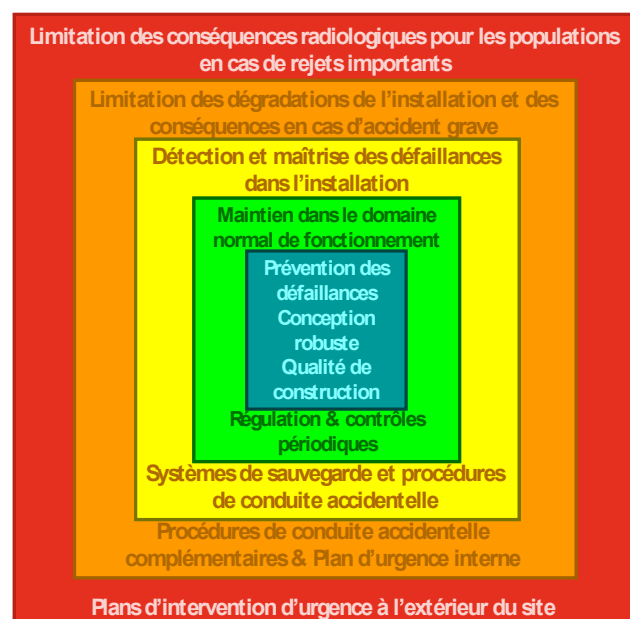 Limitation des conséquences radiologiques pour les populations
en cas de rejets importants
Limitation des dégradations de l'installation et des
conséquences en cas d'accident grave
Détection et maîtrise des défaillances
dans l'installation
Maintien dans le domaine
normal de fonctionnement
Prévention des
défaillances
Conception
robuste
Qualité de
construction
Régulation & contrôles
périodiques
Systèmes de sauvegarde et procédures
de conduite accidentelle
Procédures de conduite accidentelle
complémentaires & Plan d'urgence interne
Plans d'intervention d'urgence à l'extérieur du site